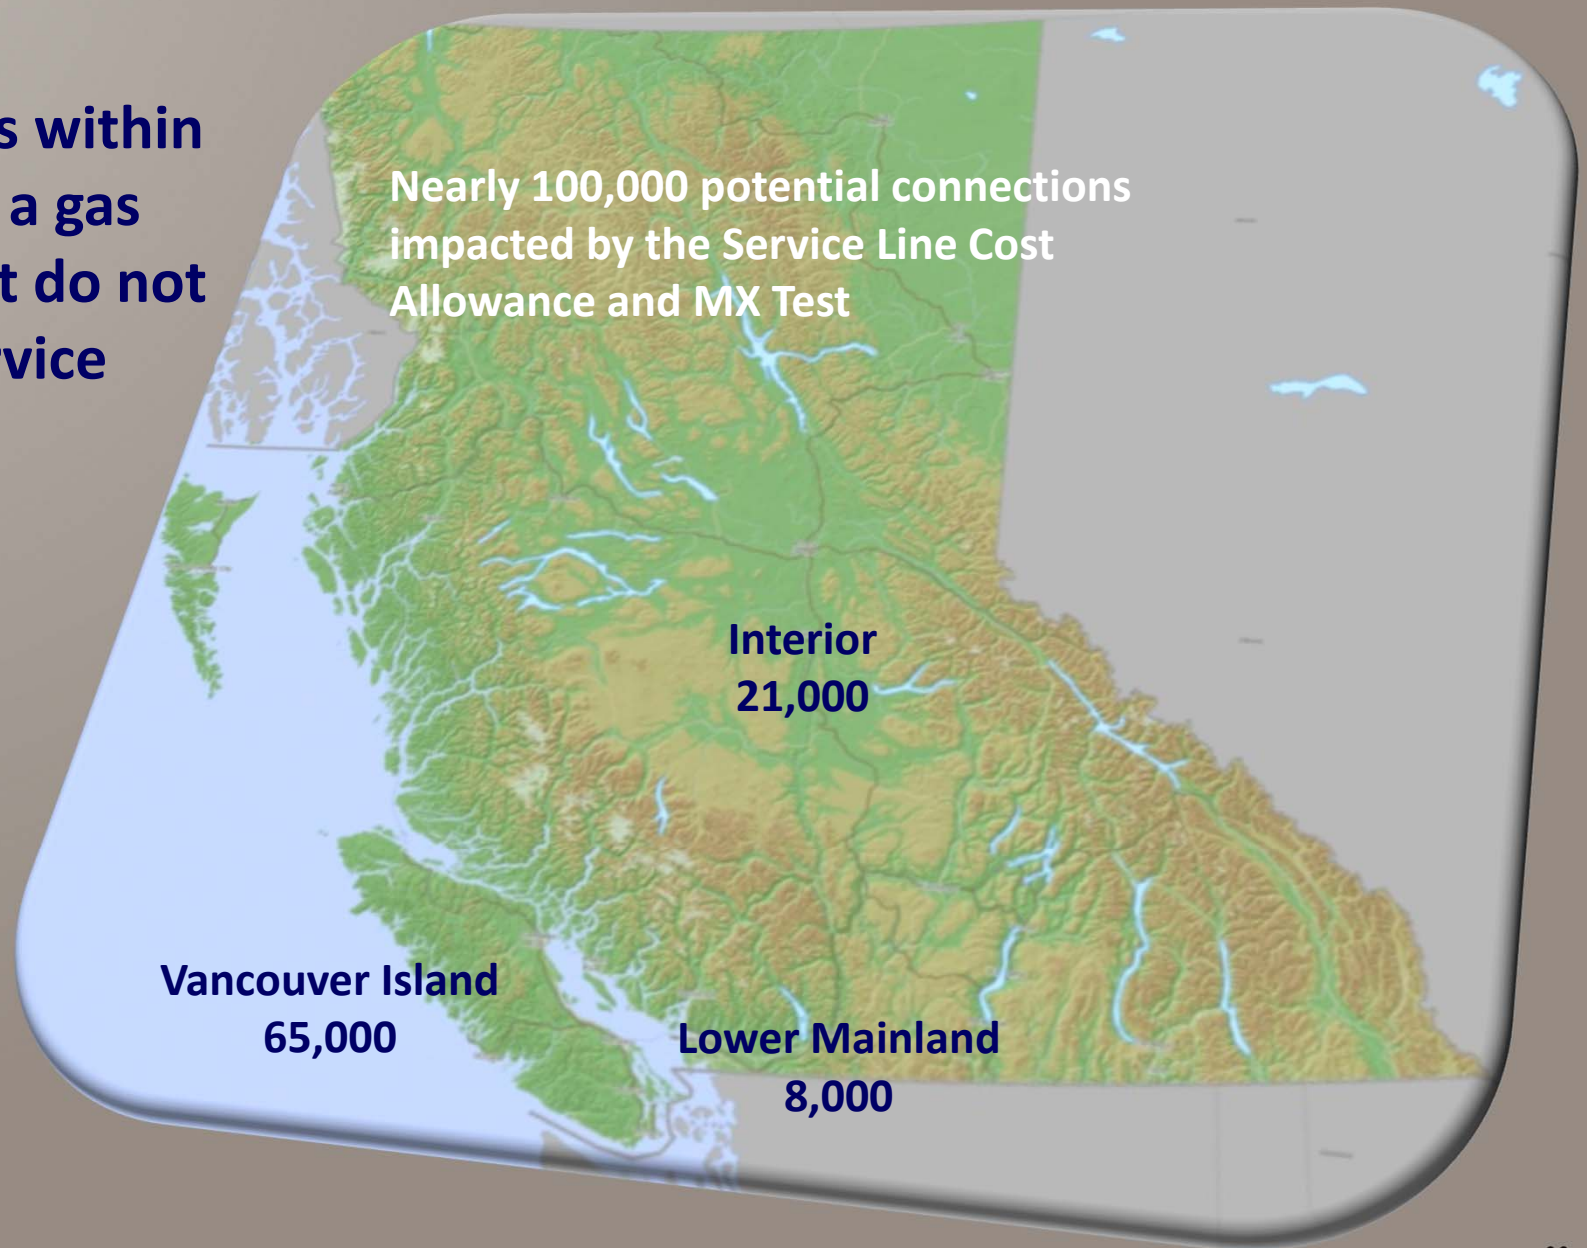 s within
a gas
t do not
rvice
Nearly 100,000 potential connections
impacted by the Service Line Cost
Allowance and MX Test
Interior
21,000
Vancouver Island
65,000
Lower Mainland
8,000